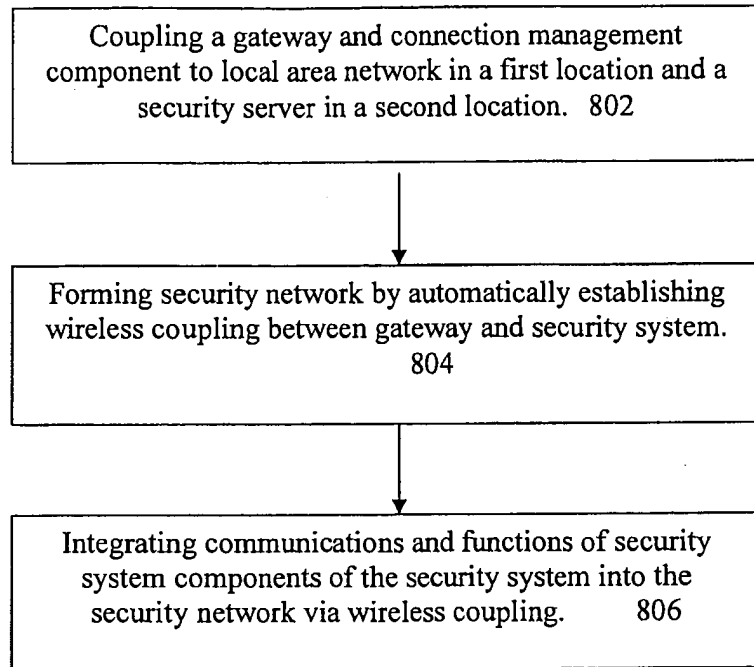 Coupling a gateway and connection management
component to local area network in a first location and a
security server in a second location. 802
Forming security network by automatically establishing
wireless coupling between gateway and security system.
804
Integrating communications and functions of security
system components of the security system into the
security network via wireless coupling. 806